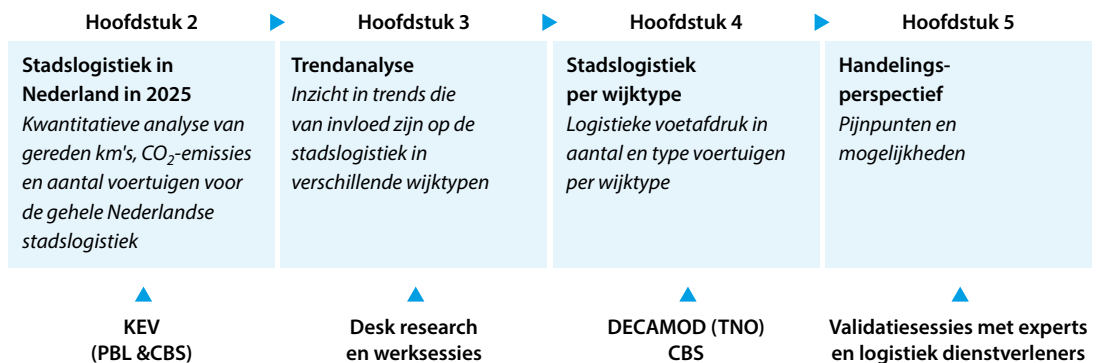 Hoofdstuk 2
Hoofdstuk 3
Hoofdstuk 4
Hoofdstuk 5
Stadslogistiek in
Nederland in 2025
Kwantitatieve analyse van
gereden km's, CO₂-emissies
en aantal voertuigen voor
de gehele Nederlandse
stadslogistiek
Trendanalyse
Inzicht in trends die
van invloed zijn op de
stadslogistiek in
verschillende wijktypen
Stadslogistiek
per wijktype
Logistieke voetafdruk in
aantal en type voertuigen
per wijktype
Handelings-
perspectief
Pijnpunten en
mogelijkheden
KEV
(PBL &CBS)
Desk research
en werksessies
DECAMOD (TNO)
CBS
Validatiesessies met experts
en logistiek dienstverleners